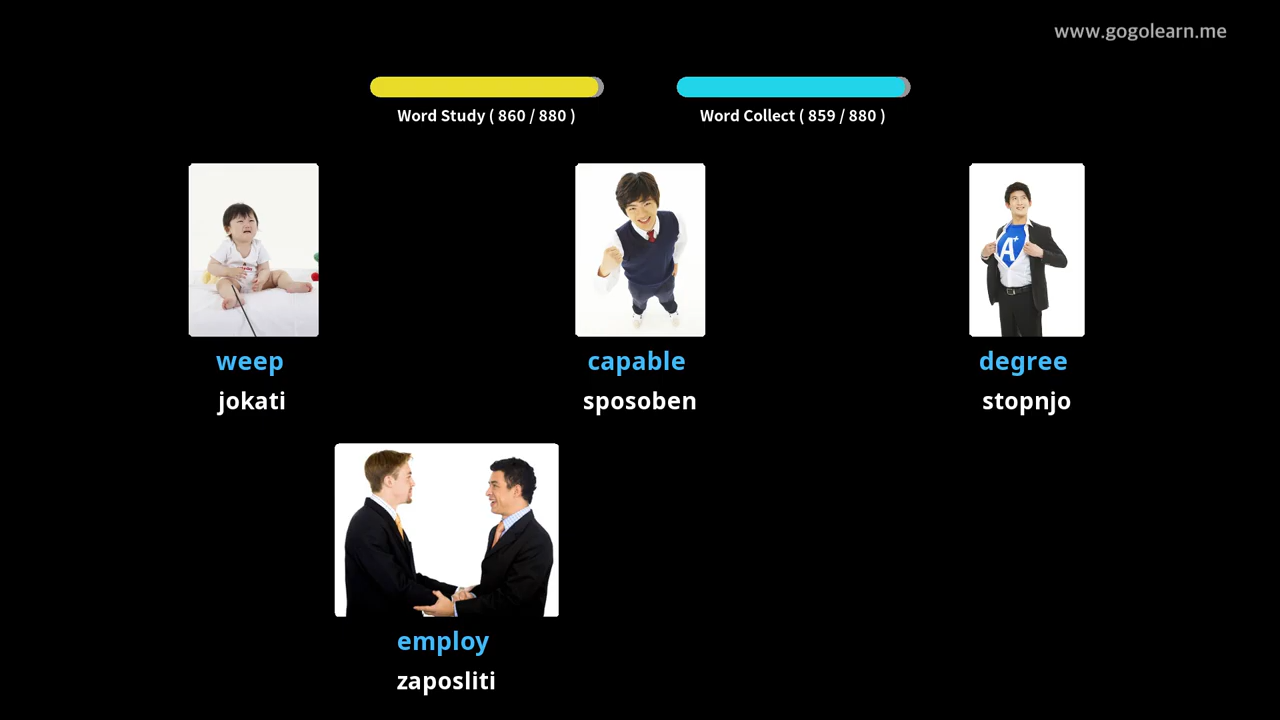 www.gogolearn.me
Word Study ( 860 / 880 )
Word Collect ( 859 / 880 )
A+
weep
jokati
capable
sposoben
degree
stopnjo
employ
zaposliti